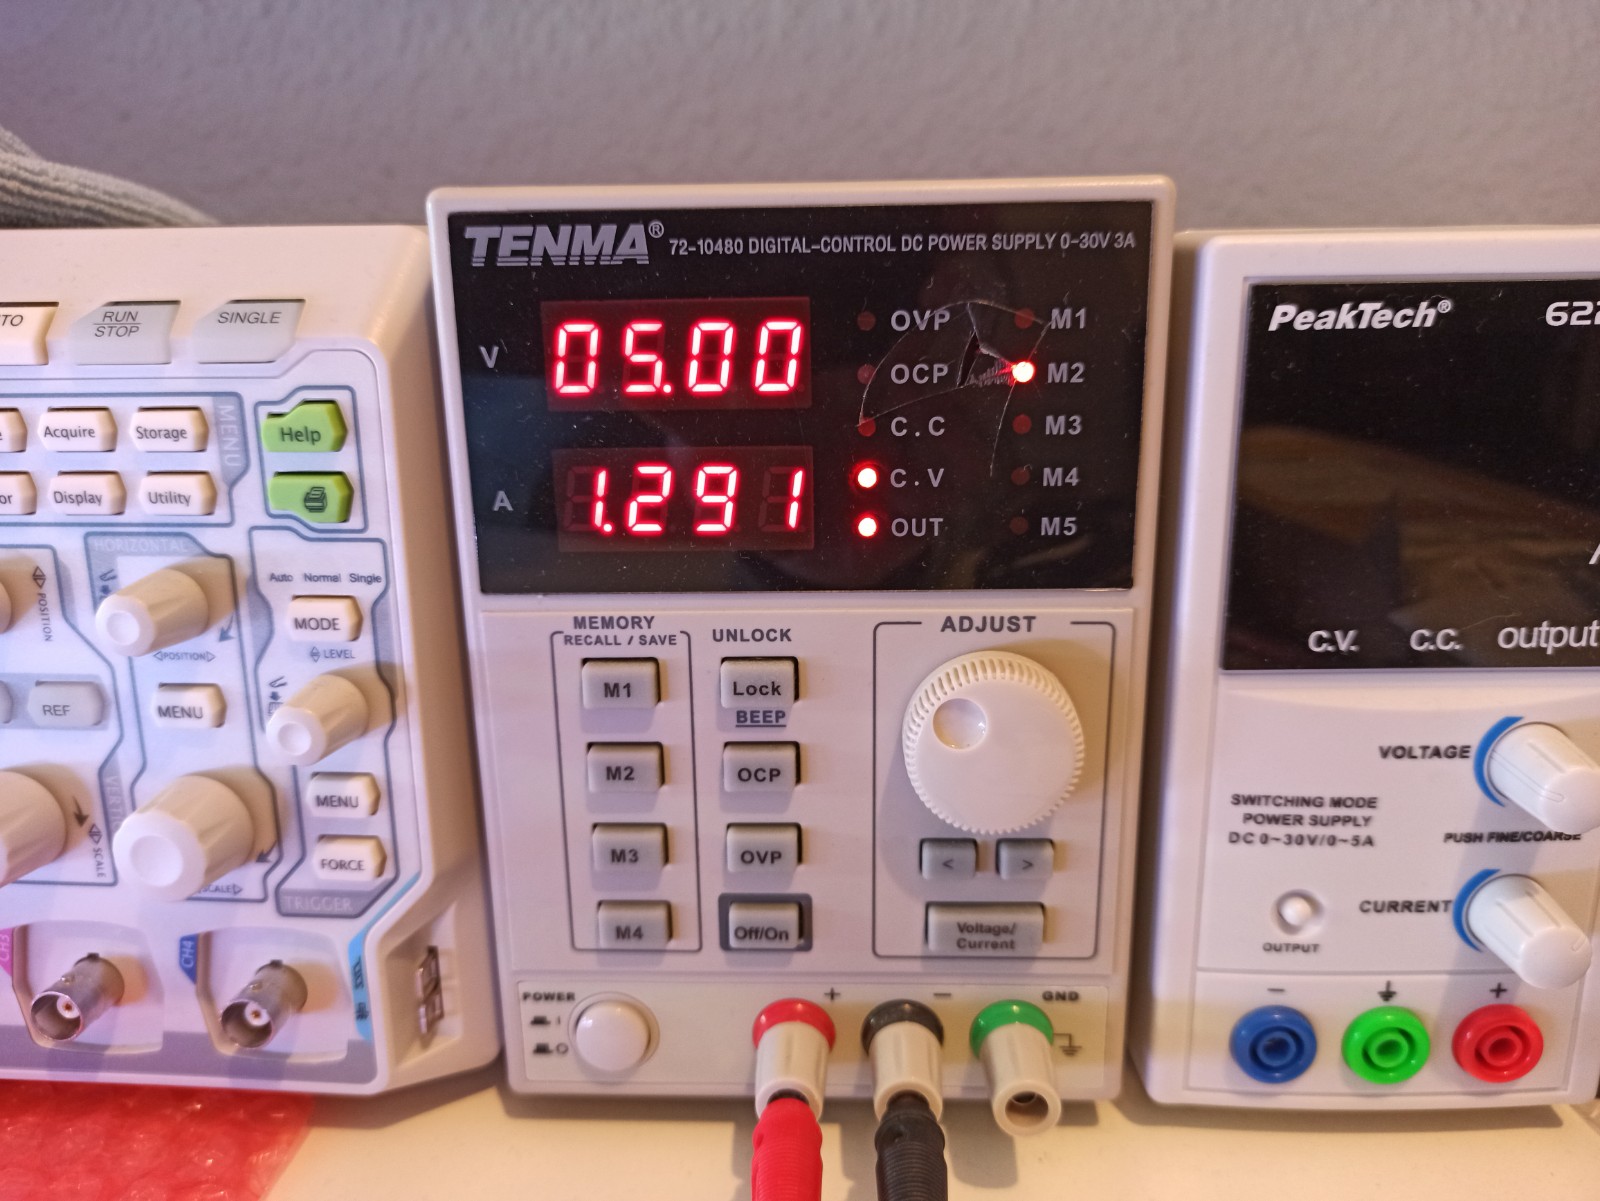 RUN
STOP
SINGLE
Acquire
Storage
MENU
Help
Display
Utility
HORIZONTAL
POSITION
Auto Normal Single
MODE
LEVEL
POSITION
REF
MENU
MENU
SCALE
FORCE
TRIGGER
CH3
CH4
TENMA®
72-10480 DIGITAL-CONTROL DC POWER SUPPLY 0-30V 3A
V
05.00
A
1.291
OVP
OCP
C.C
C.V
OUT
M1
M2
M3
M4
M5
MEMORY
RECALL / SAVE
M1
M2
M3
M4
UNLOCK
Lock
BEEP
OCP
OVP
Off/On
ADJUST
<
>
Voltage/
Current
POWER
I
O
+
−
GND
PeakTech®
C.V.
C.C.
output
VOLTAGE
SWITCHING MODE
POWER SUPPLY
DC 0~30V/0~5A
PUSH FINE/COARSE
CURRENT
OUTPUT
−
+